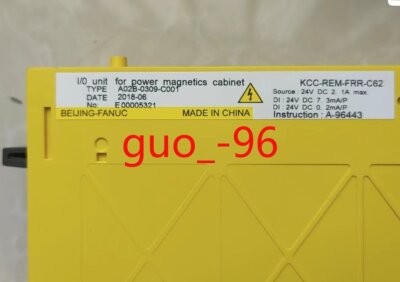 I/O unit for power magnetics cabinet
TYPE A02B-0309-C001
DATE 2018-06
No. E00005321
BEIJING-FANUC MADE IN CHINA
KCC-REM-FRR-C62
Source : 24V DC 2. 1A max.
DI : 24V DC 7. 3mA/P
DI : 24V DC 0. 2mA/P
Instruction : A-96443
guo_-96